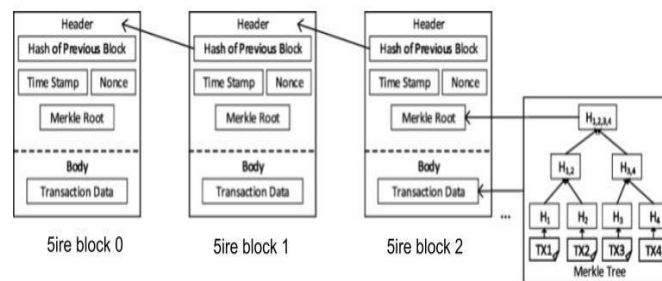 Header
Hash of Previous Block
Time Stamp
Nonce
Merkle Root
Body
Transaction Data
5ire block 0
Header
Hash of Previous Block
Time Stamp
Nonce
Merkle Root
Body
Transaction Data
5ire block 1
Header
Hash of Previous Block
Time Stamp
Nonce
Merkle Root
Body
Transaction Data
5ire block 2
...
H1,2,3,4
H1,2
H3,4
H1
H2
H3
H4
TX1
TX2
TX3
TX4
Merkle Tree